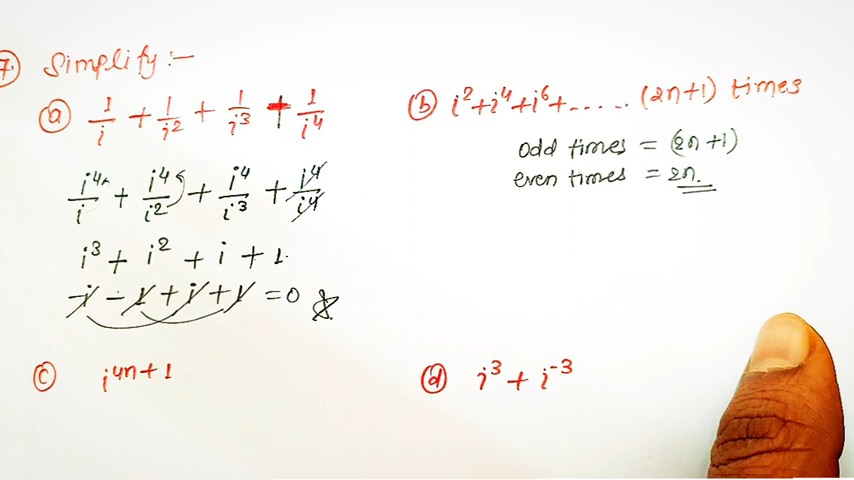 7. Simplify :-
(a) 1/i + 1/i² + 1/i³ + 1/i⁴
i⁴/i + i⁴/i² + i⁴/i³ + i⁴/i⁴
i³ + i² + i + 1.
-i - 1 + i + 1 = 0
(b) i² + i⁴ + i⁶ + ..... (2n+1) times
odd times = (2n+1)
even times = 2n.
(c) i⁴ⁿ + 1
(d) i³ + i⁻³